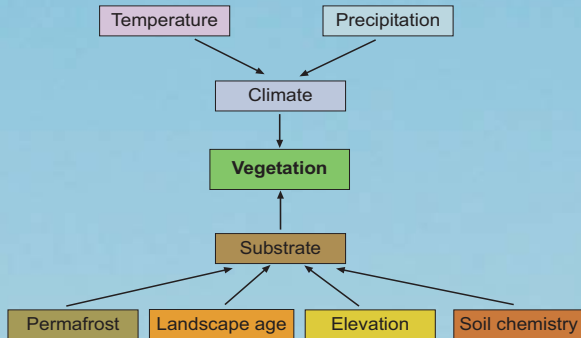 Temperature
Precipitation
Climate
Vegetation
Substrate
Permafrost
Landscape age
Elevation
Soil chemistry